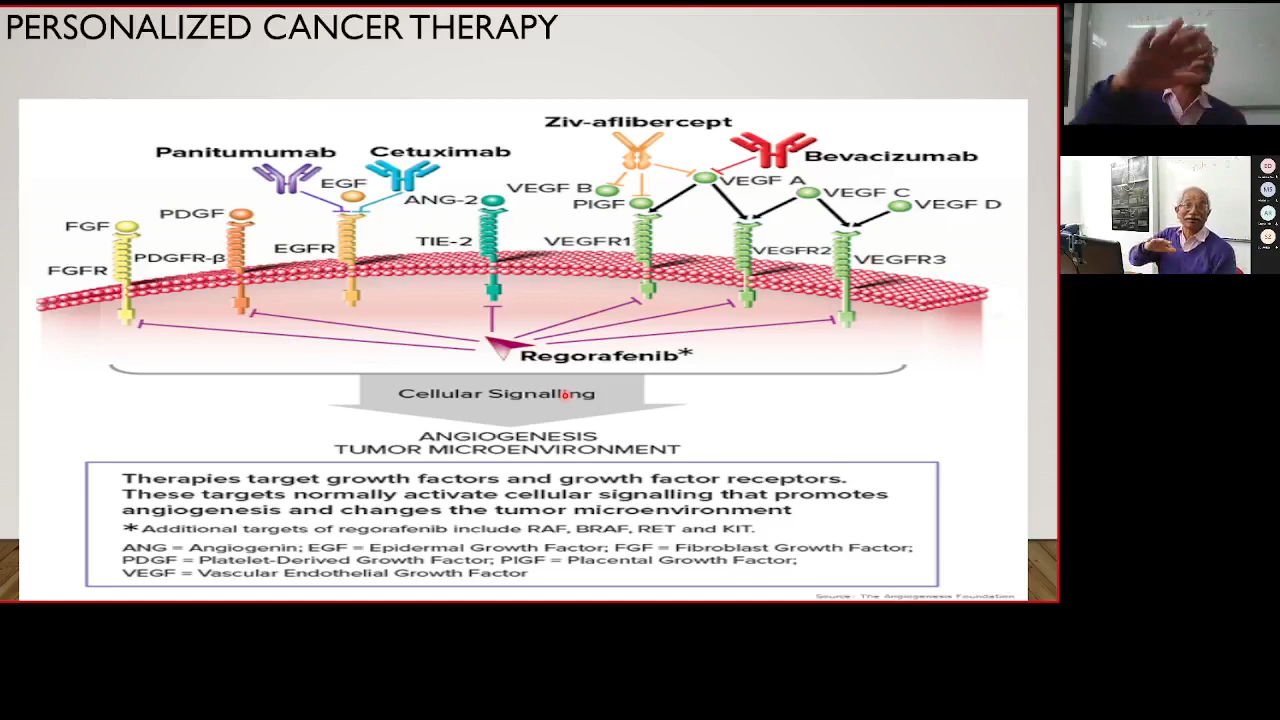 PERSONALIZED CANCER THERAPY
Ziv-aflibercept
Panitumumab
Cetuximab
Bevacizumab
EGF
VEGF B
VEGF A
VEGF C
VEGF D
ANG-2
PlGF
FGF
PDGF
EGFR
TIE-2
VEGFR1
VEGFR2
VEGFR3
PDGFR-β
FGFR
Regorafenib*
Cellular Signalling
ANGIOGENESIS
TUMOR MICROENVIRONMENT
Therapies target growth factors and growth factor receptors.
These targets normally activate cellular signalling that promotes
angiogenesis and changes the tumor microenvironment
* Additional targets of regorafenib include RAF, BRAF, RET and KIT.
ANG = Angiogenin; EGF = Epidermal Growth Factor; FGF = Fibroblast Growth Factor;
PDGF = Platelet-Derived Growth Factor; PlGF = Placental Growth Factor;
VEGF = Vascular Endothelial Growth Factor
Source: The Angiogenesis Foundation
MS
AR